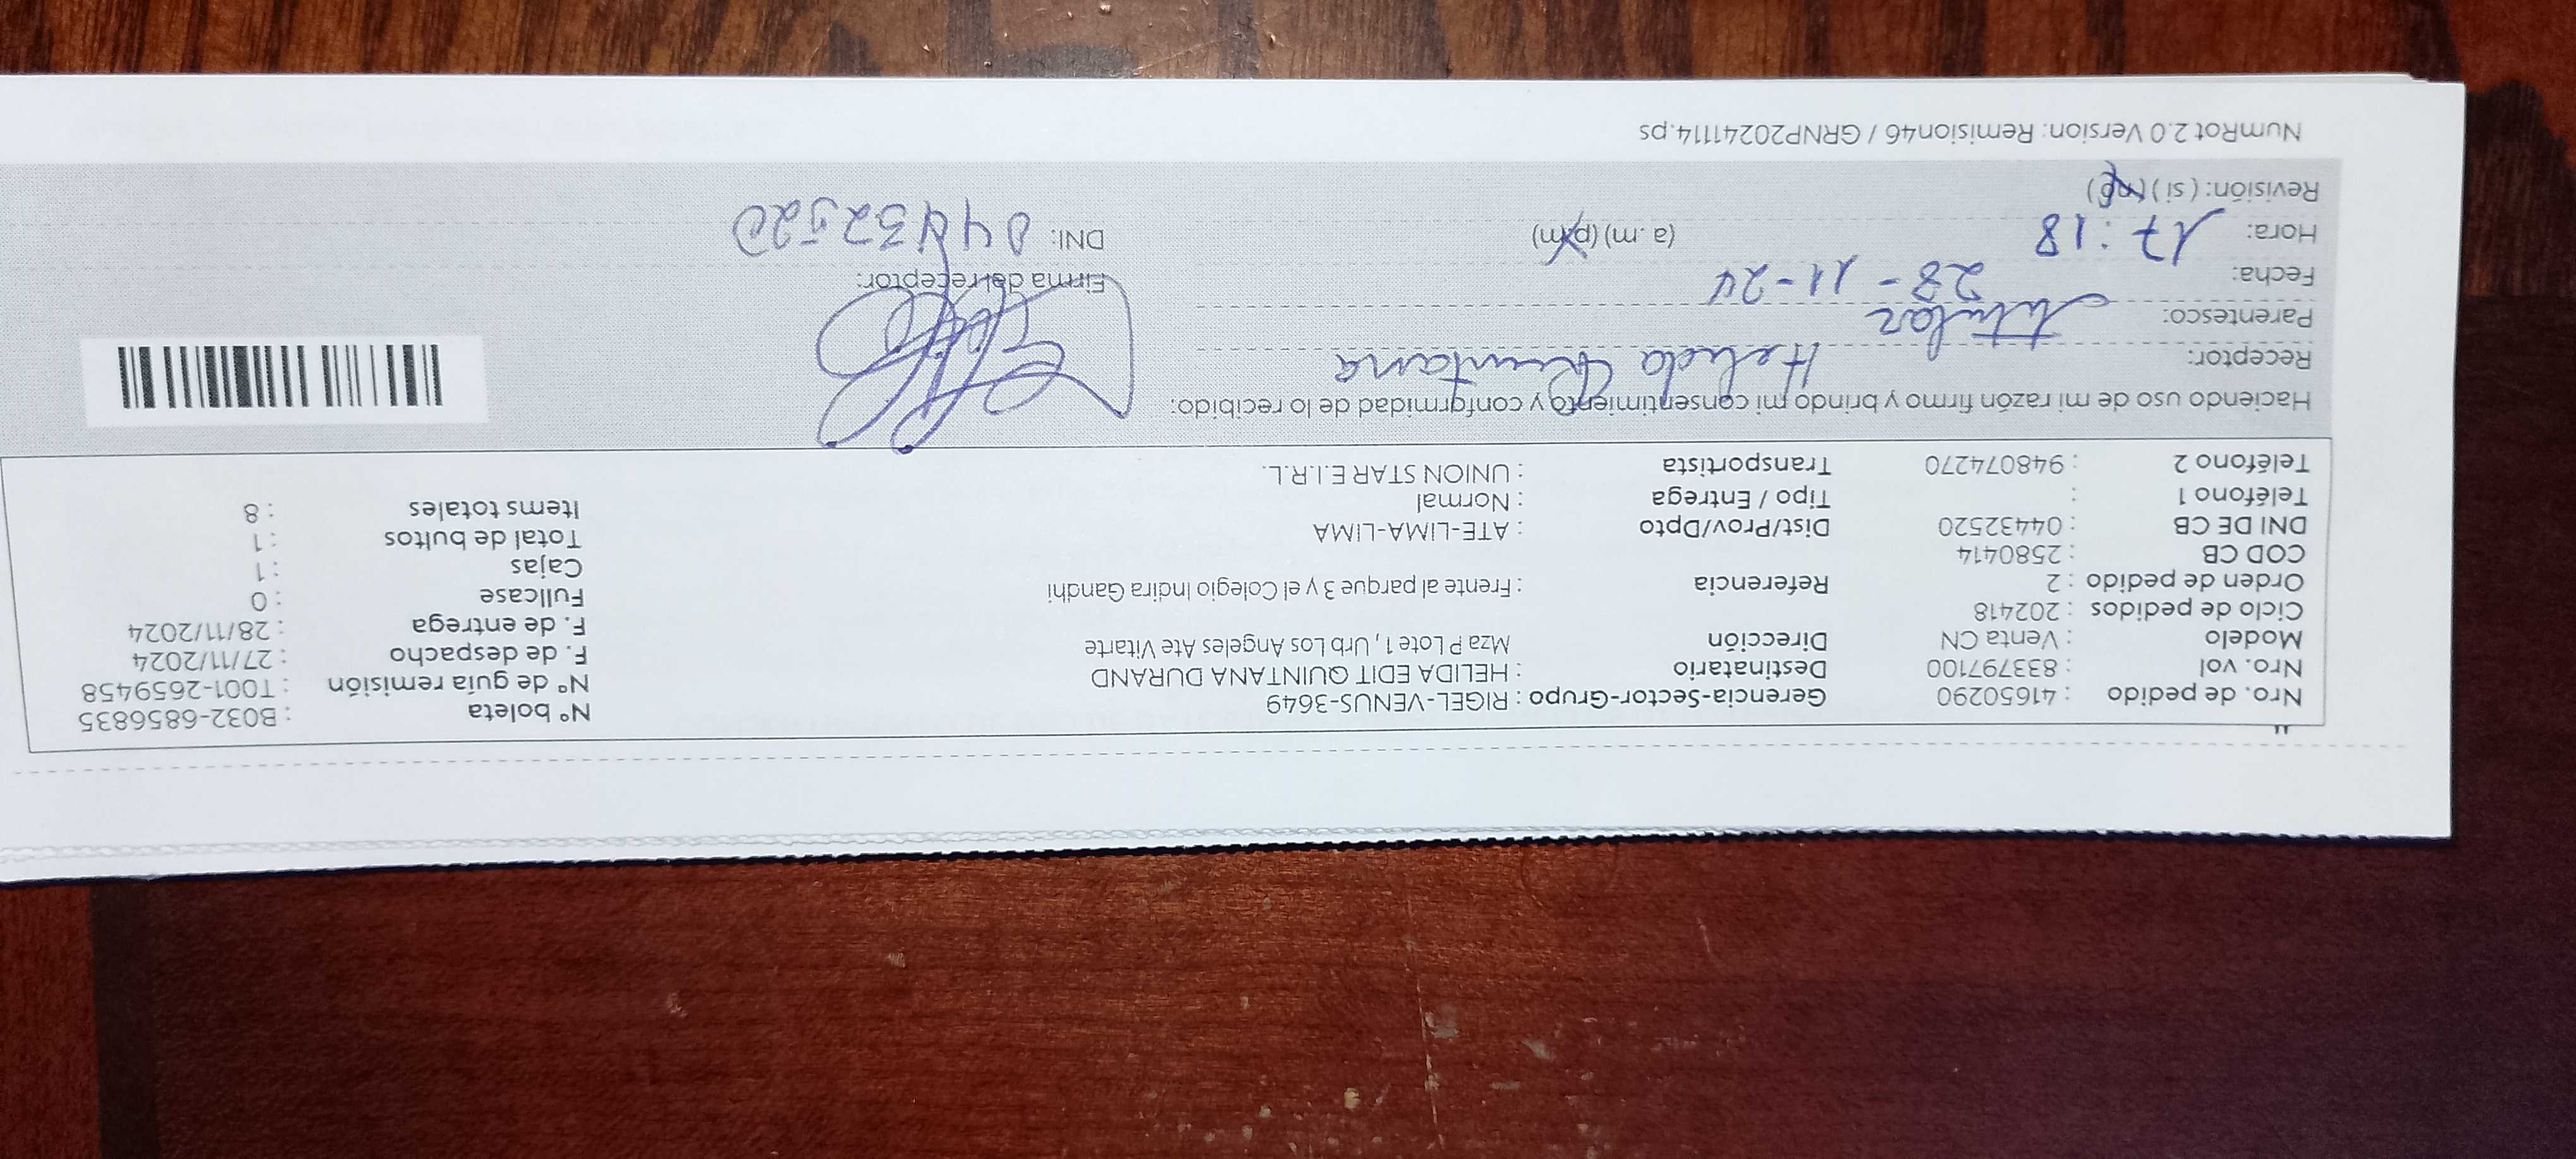 Nro. de pedido : 41650290 Gerencia-Sector-Grupo : RIGEL-VENUS-3649 N° boleta : B032-6856835
Nro. vol : 833797100 Destinatario : HELIDA EDIT QUINTANA DURAND N° de guía remisión : T001-2659458
Modelo : Venta CN Dirección Mza P Lote 1, Urb Los Angeles Ate Vitarte F. de despacho : 27/11/2024
Ciclo de pedidos : 202418 F. de entrega : 28/11/2024
Orden de pedido : 2 Referencia : Frente al parque 3 y el Colegio Indira Gandhi Fullcase : 0
COD CB : 2580414 Cajas : 1
DNI DE CB : 04432520 Dist/Prov/Dpto : ATE-LIMA-LIMA Total de bultos : 1
Teléfono 1 : Tipo / Entrega : Normal Items totales : 8
Teléfono 2 : 948074270 Transportista : UNION STAR E.I.R.L.
Haciendo uso de mi razón firmo y brindo mi consentimiento y conformidad de lo recibido:
Receptor: Helida Quintana
Parentesco: titular
Fecha: 28-11-24 Firma del receptor:
Hora: 17:18 (a.m) (p.m) DNI: 04432520
Revisión: (si) (no)
NumRot 2.0 Version: Remision46 / GRNP20241114.ps